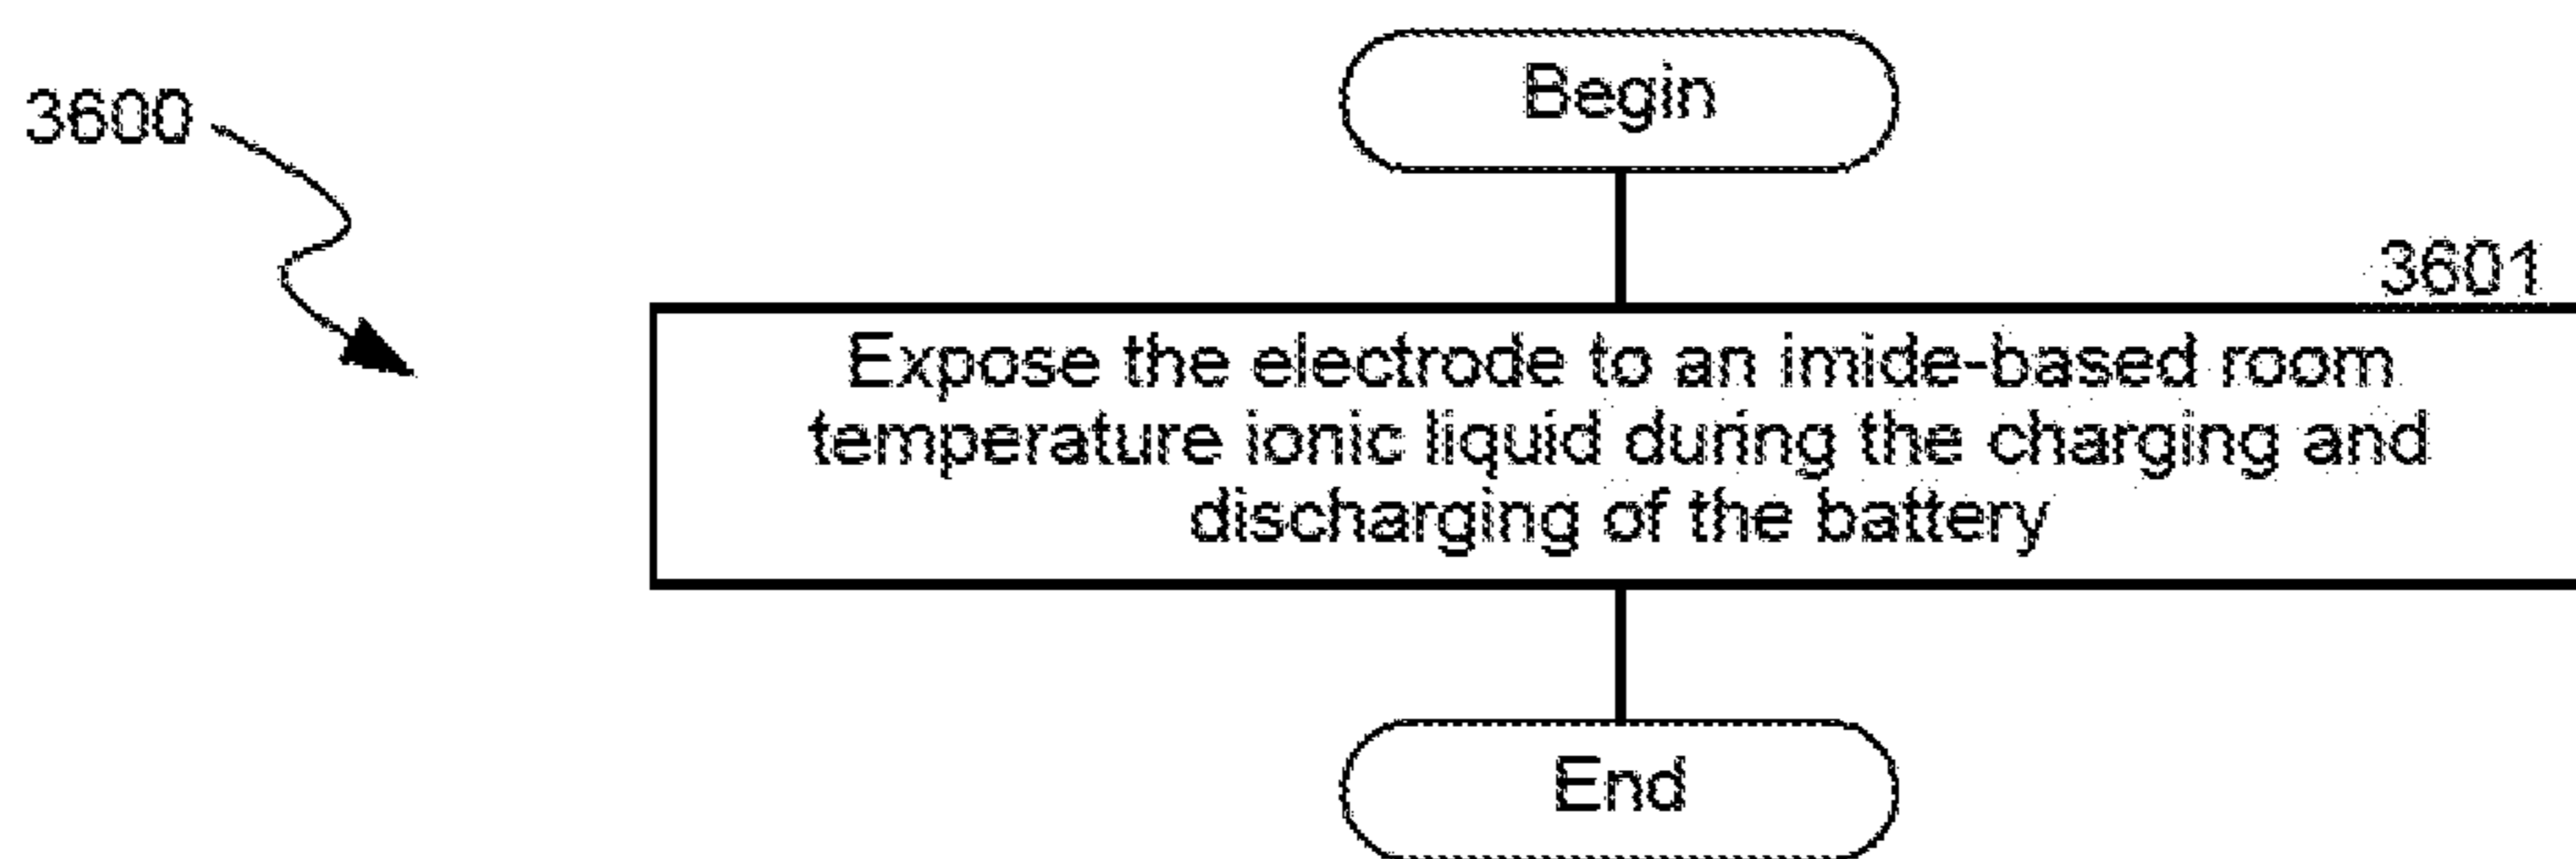 3600
Begin
3601
Expose the electrode to an imide-based room
temperature ionic liquid during the charging and
discharging of the battery
End